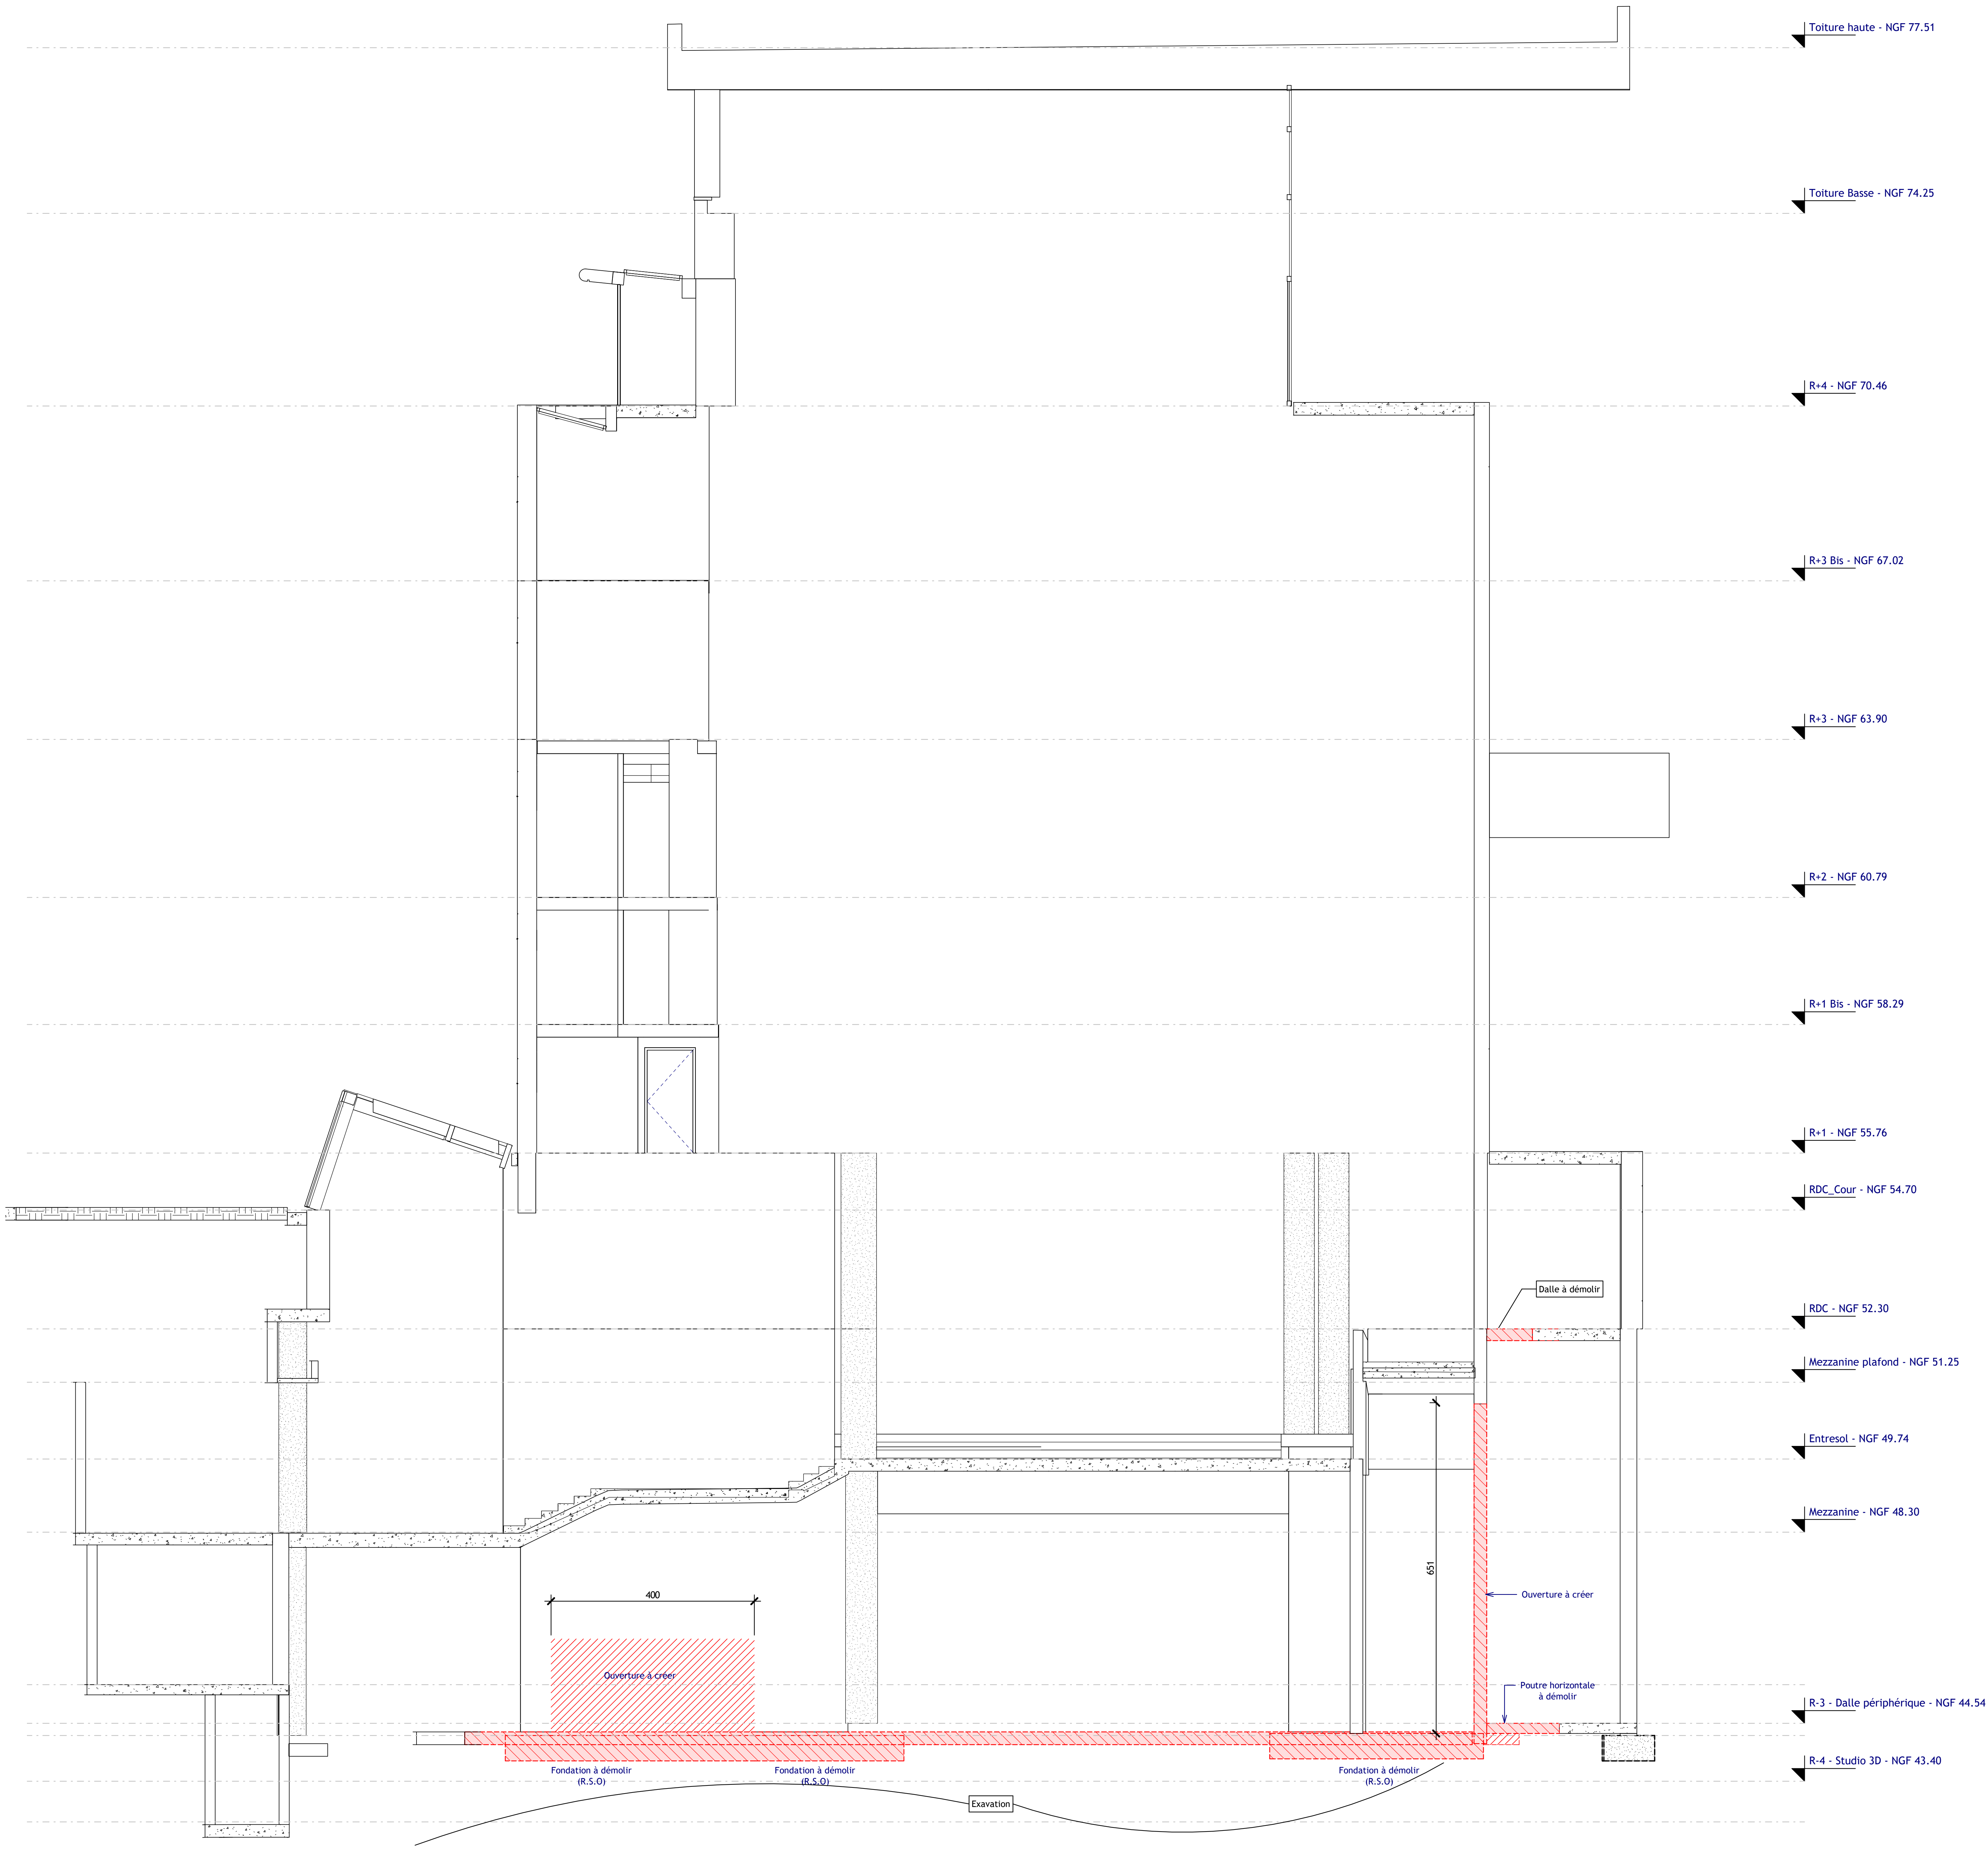 Toiture haute - NGF 77.51
Toiture Basse - NGF 74.25
R+4 - NGF 70.46
R+3 Bis - NGF 67.02
R+3 - NGF 63.90
R+2 - NGF 60.79
R+1 Bis - NGF 58.29
R+1 - NGF 55.76
RDC_Cour - NGF 54.70
Dalle à démolir
RDC - NGF 52.30
Mezzanine plafond - NGF 51.25
Entresol - NGF 49.74
Mezzanine - NGF 48.30
651
400
Ouverture à créer
Ouverture à créer
Poutre horizontale
à démolir
R-3 - Dalle périphérique - NGF 44.54
R-4 - Studio 3D - NGF 43.40
Fondation à démolir
(R.S.O)
Fondation à démolir
(R.S.O)
Fondation à démolir
(R.S.O)
Exavation